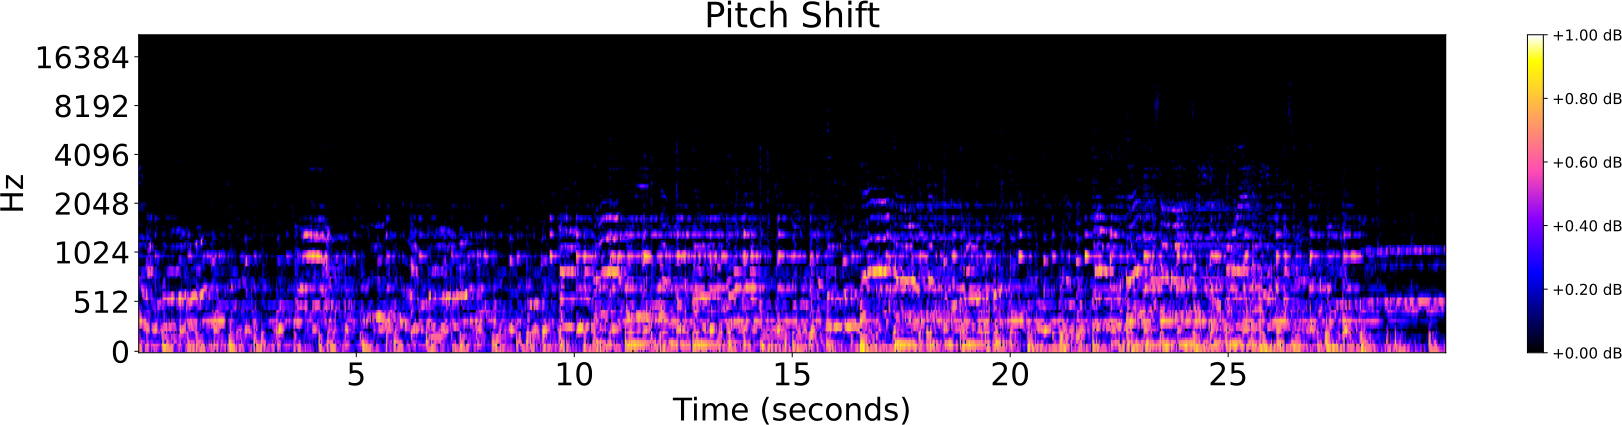 Pitch Shift
Hz
16384
8192
4096
2048
1024
512
0
5 10 15 20 25
Time (seconds)
+1.00 dB
+0.80 dB
+0.60 dB
+0.40 dB
+0.20 dB
+0.00 dB